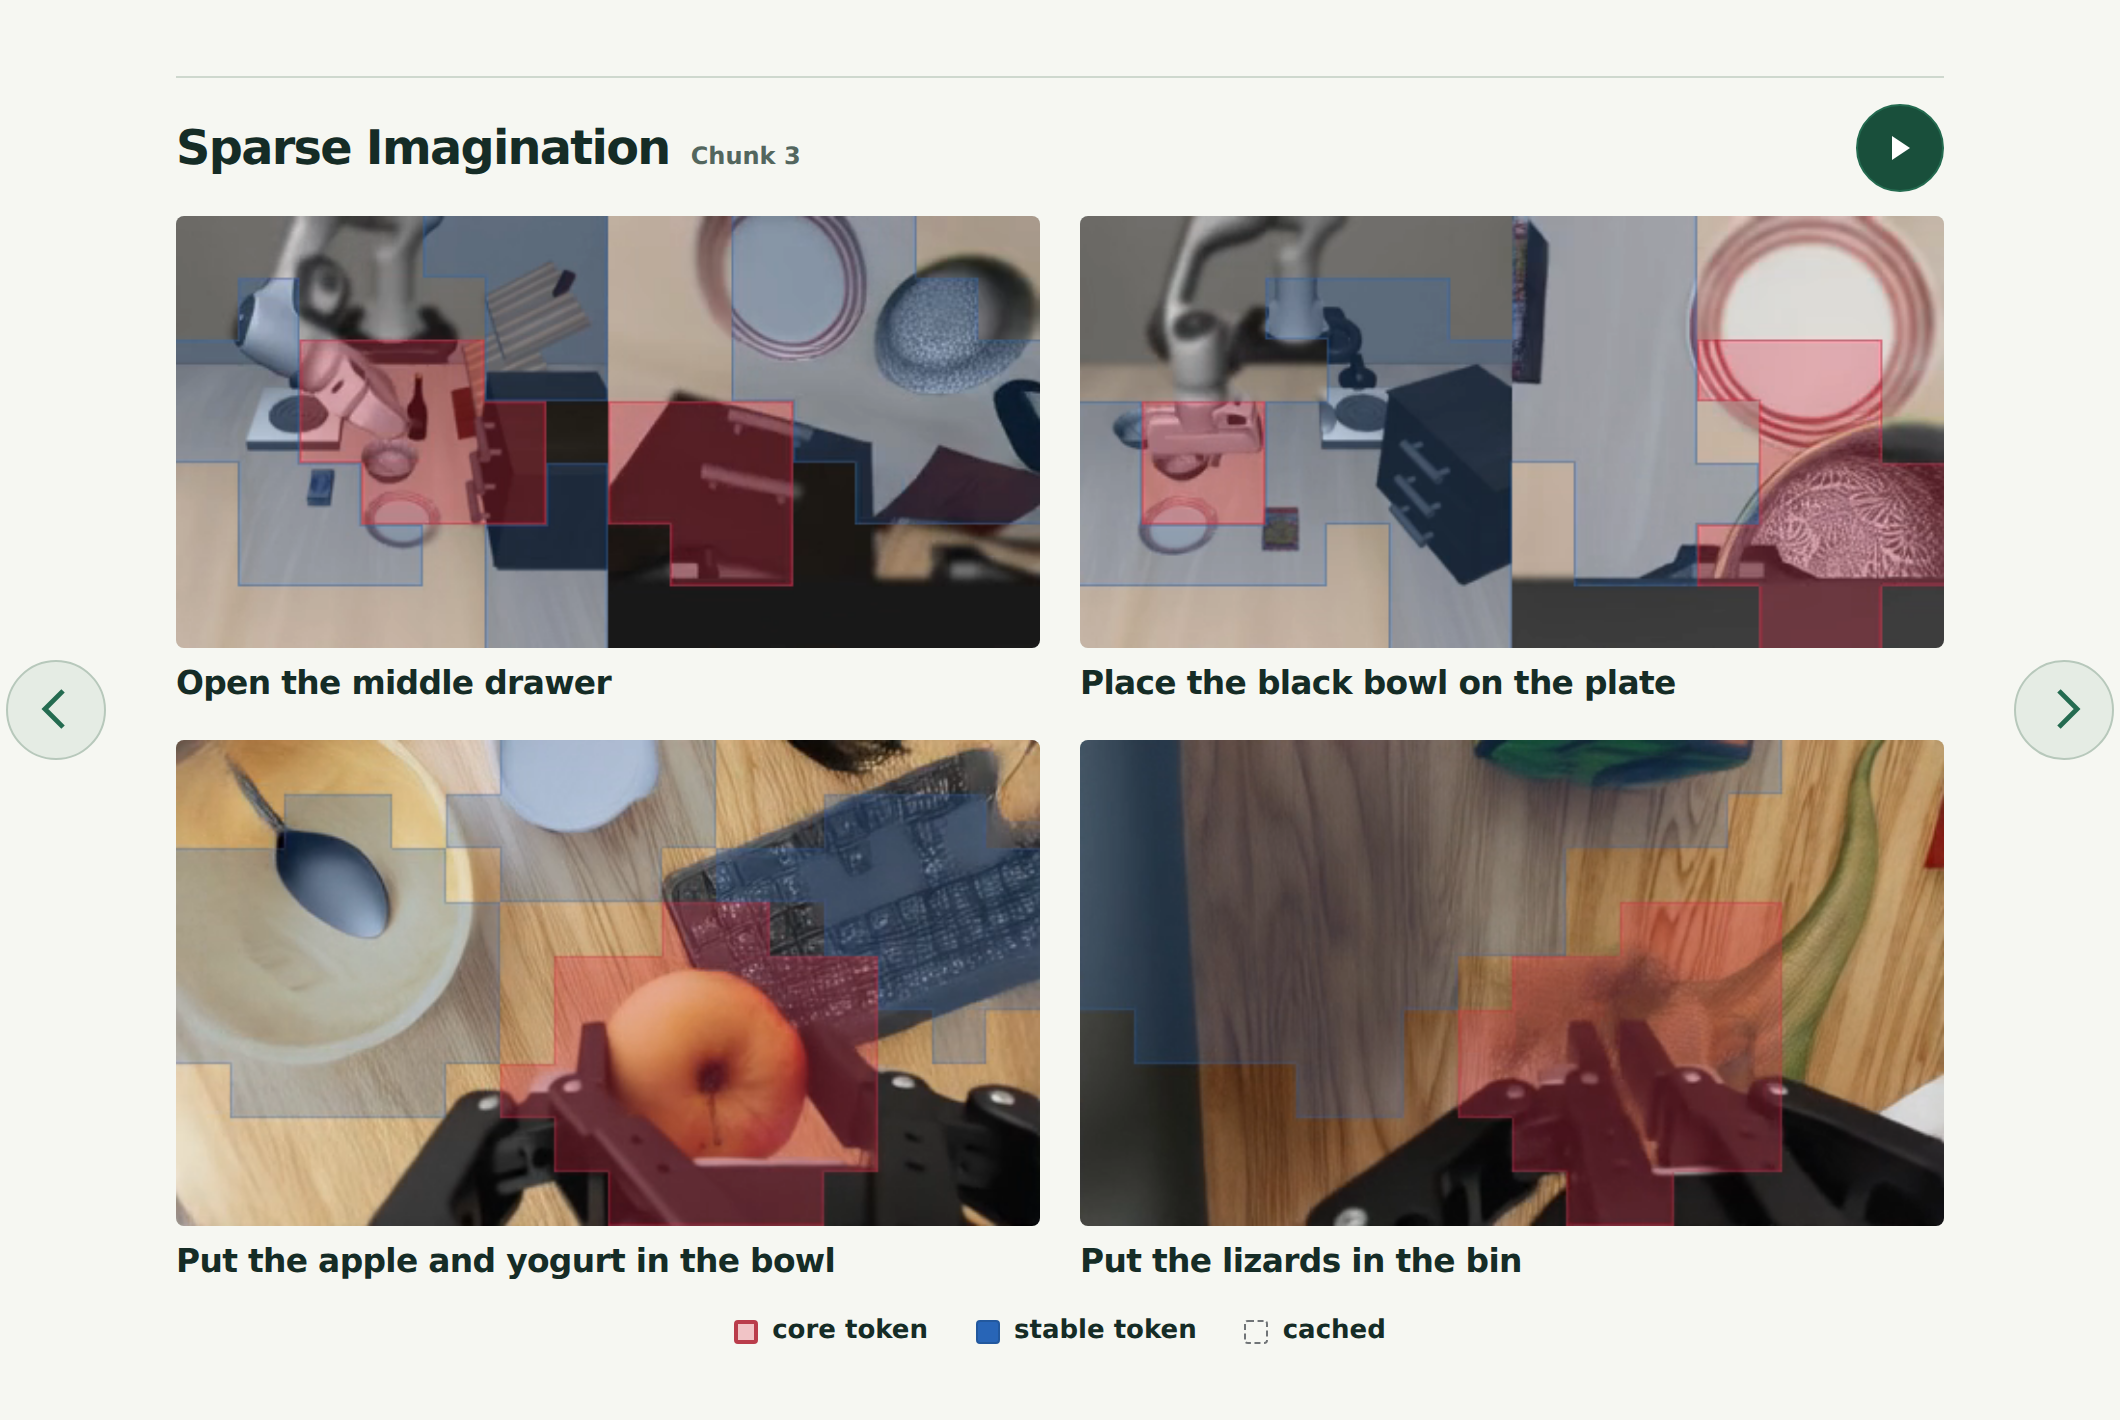 Sparse Imagination Chunk 3
Open the middle drawer
Place the black bowl on the plate
Put the apple and yogurt in the bowl
Put the lizards in the bin
core token
stable token
cached